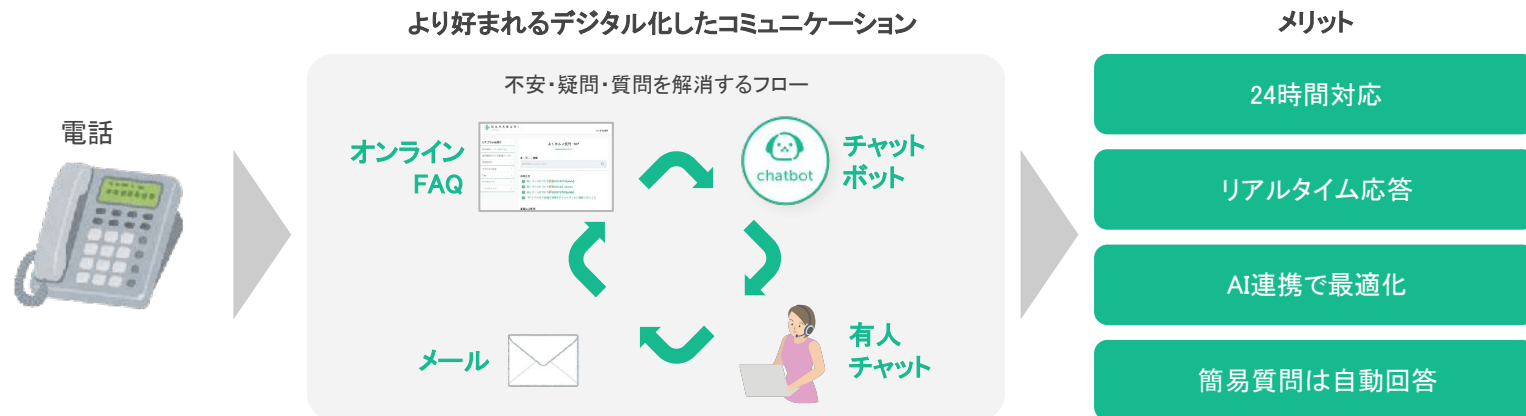 より好まれるデジタル化したコミュニケーション
メリット
電話
不安・疑問・質問を解消するフロー
オンライン
FAQ
chatbot
チャット
ボット
メール
有人
チャット
24時間対応
リアルタイム応答
AI連携で最適化
簡易質問は自動回答